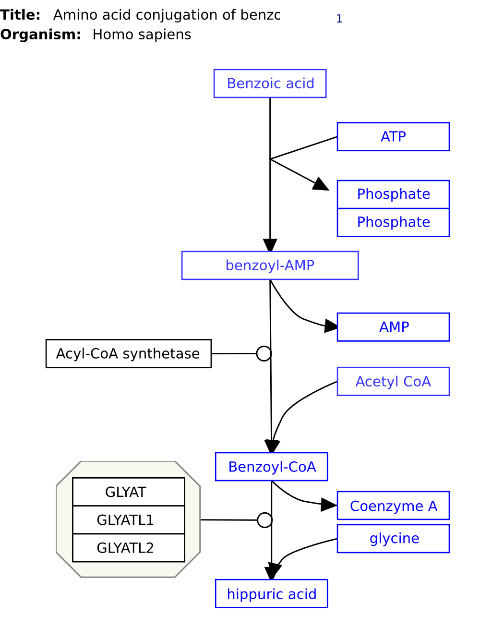 Title: Amino acid conjugation of benzc
1
Organism: Homo sapiens
Benzoic acid
ATP
Phosphate
Phosphate
benzoyl-AMP
AMP
Acyl-CoA synthetase
Acetyl CoA
Benzoyl-CoA
GLYAT
Coenzyme A
GLYATL1
glycine
GLYATL2
hippuric acid